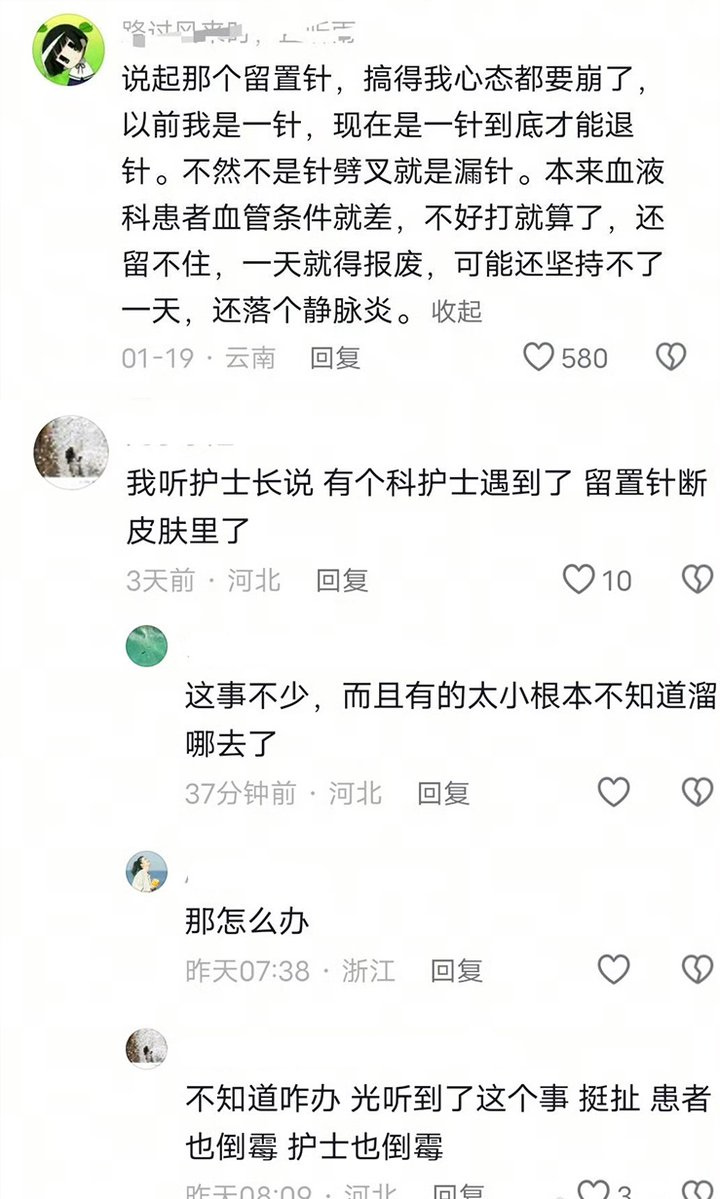 说起那个留置针，搞得我心态都要崩了，
以前我是一针，现在是一针到底才能退
针。不然不是针劈叉就是漏针。本来血液
科患者血管条件就差，不好打就算了，还
留不住，一天就得报废，可能还坚持不了
一天，还落个静脉炎。收起
01-19 · 云南 回复 580
我听护士长说 有个科护士遇到了 留置针断
皮肤里了
3天前 · 河北 回复 10
这事不少，而且有的太小根本不知道溜
哪去了
37分钟前 · 河北 回复
那怎么办
昨天07:38 · 浙江 回复
不知道咋办 光听到了这个事 挺扯 患者
也倒霉 护士也倒霉
昨天08:09 · 河北 回复 3